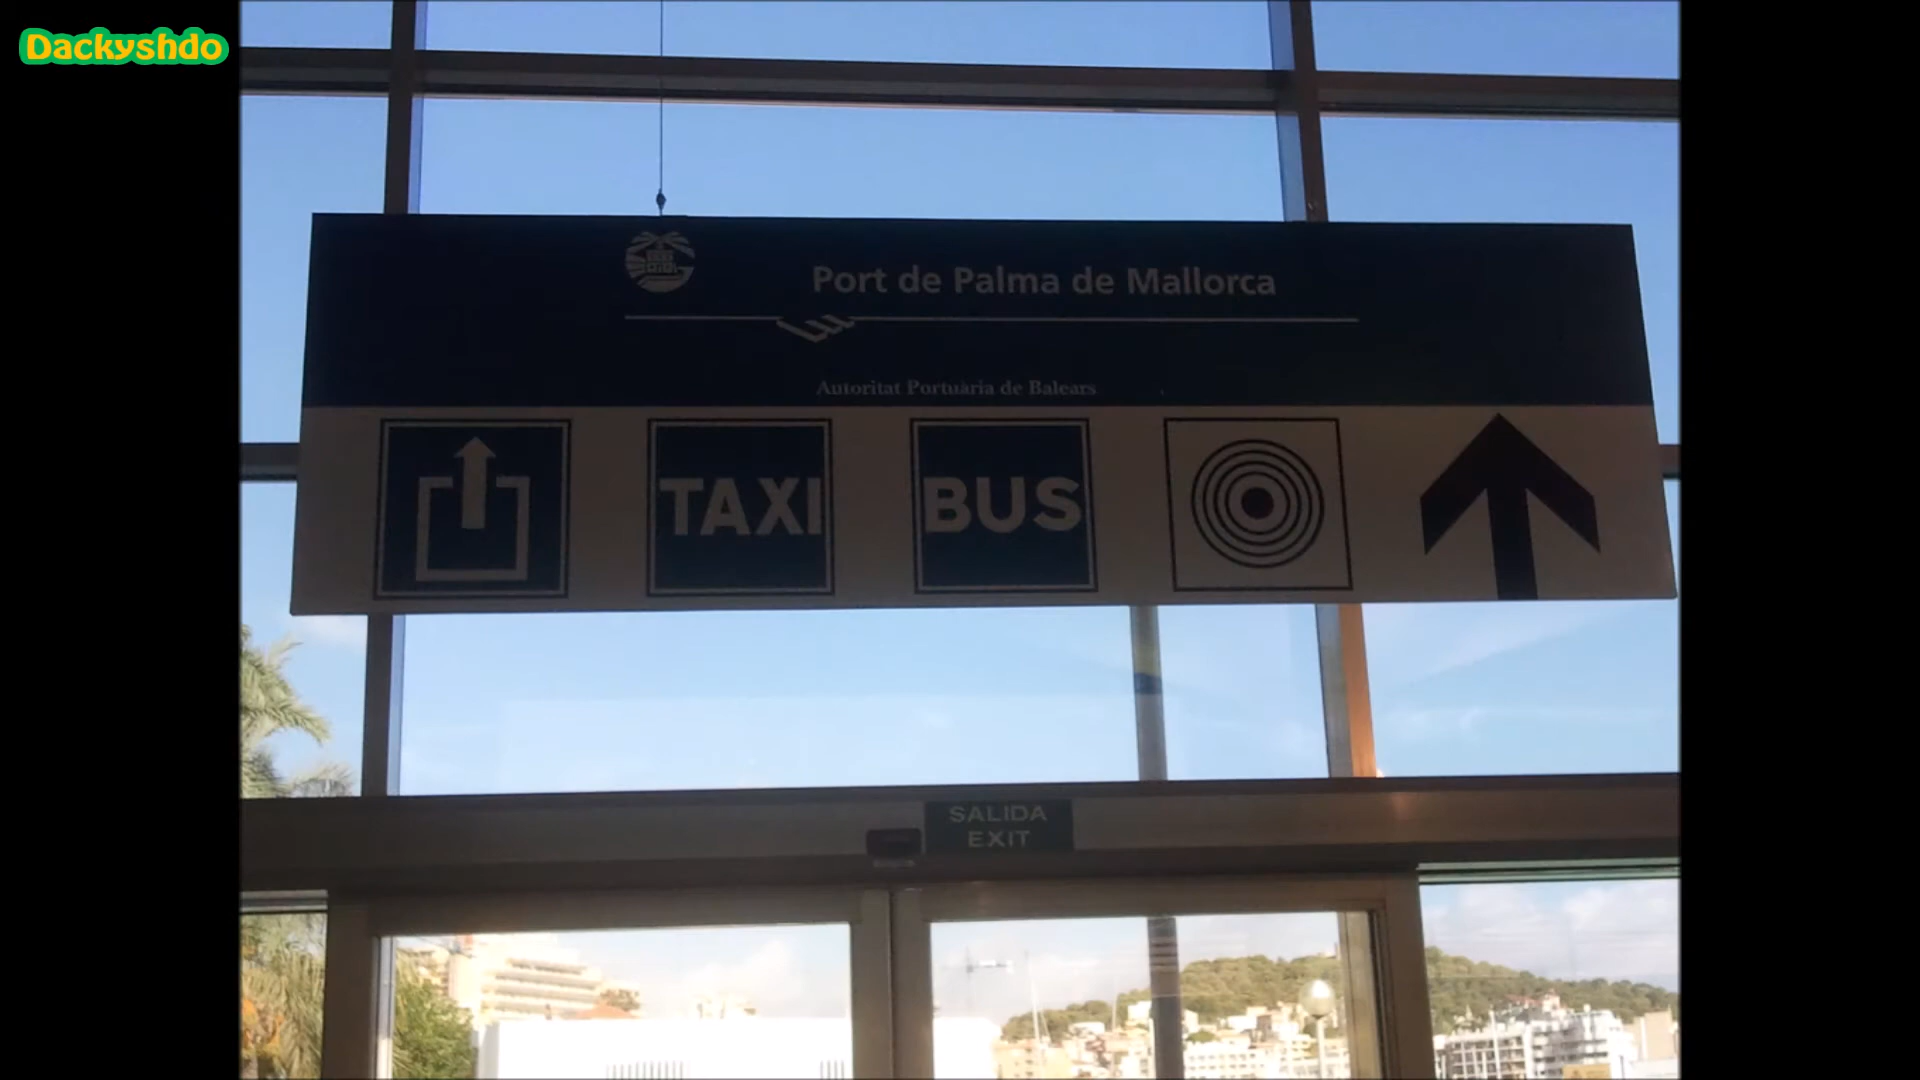 Dackyshdo
Port de Palma de Mallorca
Autoritat Portuària de Balears
TAXI
BUS
SALIDA
EXIT